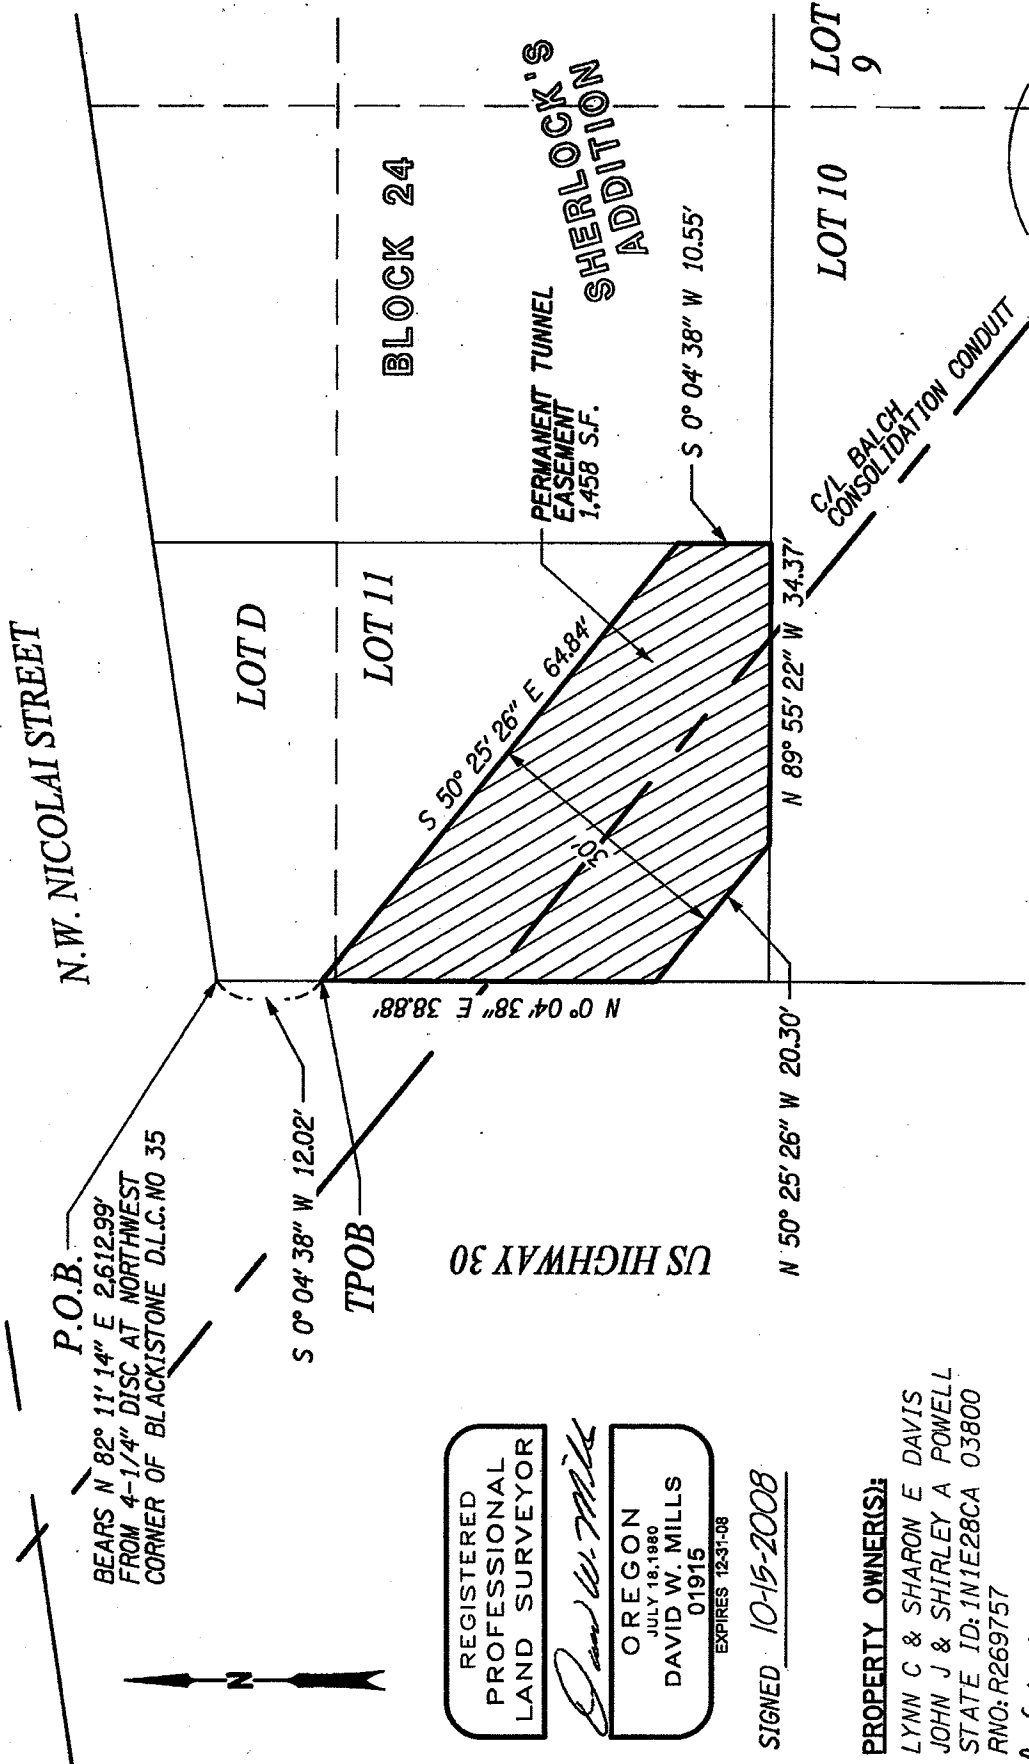 N.W. NICOLAI STREET
P.O.B.
BEARS N 82° 11' 14" E 2,612.99'
FROM 4-1/4" DISC AT NORTHWEST
CORNER OF BLACKISTONE D.L.C. NO 35
S 0° 04' 38" W 12.02'
TPOB
LOT D
LOT 11
BLOCK 24
SHERLOCK'S
ADDITION
LOT
9
LOT 10
PERMANENT TUNNEL
EASEMENT
1,458 S.F.
S 50° 25' 26" E 64.84'
S 0° 04' 38" W 10.55'
30'
N 0° 04' 38" E 38.88'
N 89° 55' 22" W 34.37'
N 50° 25' 26" W 20.30'
C/L BALCH
CONSOLIDATION CONDUIT
US HIGHWAY 30
N
REGISTERED
PROFESSIONAL
LAND SURVEYOR
David W. Mills
OREGON
JULY 18, 1980
DAVID W. MILLS
01915
EXPIRES 12-31-08
SIGNED 10-15-2008
PROPERTY OWNER(S):
LYNN C & SHARON E DAVIS
JOHN J & SHIRLEY A POWELL
STATE ID: 1N1E28CA 03800
RNO: R269757